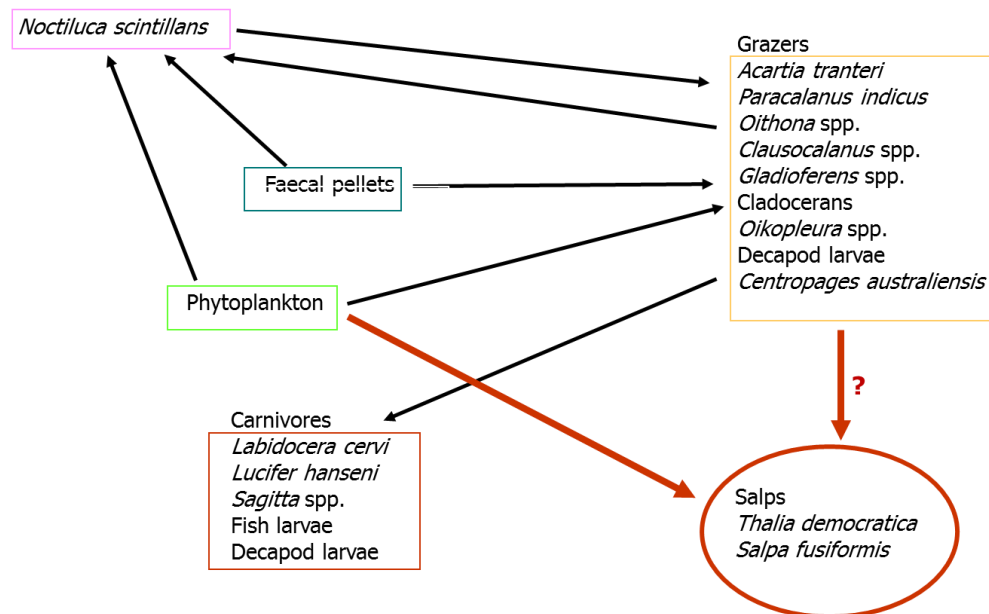 Noctiluca scintillans
Grazers
Acartia tranteri
Paracalanus indicus
Oithona spp.
Clausocalanus spp.
Gladioferens spp.
Cladocerans
Oikopleura spp.
Decapod larvae
Centropages australiensis
Faecal pellets
Phytoplankton
?
Carnivores
Labidocera cervi
Lucifer hanseni
Sagitta spp.
Fish larvae
Decapod larvae
Salps
Thalia democratica
Salpa fusiformis